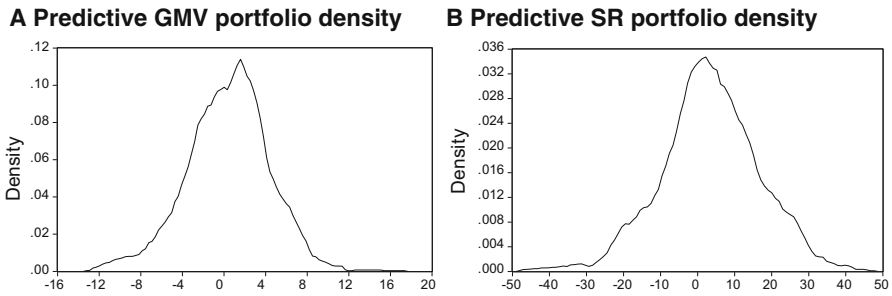 A Predictive GMV portfolio density
.12
.10
.08
.06
.04
.02
.00
Density
-16 -12 -8 -4 0 4 8 12 16 20
B Predictive SR portfolio density
.036
.032
.028
.024
.020
.016
.012
.008
.004
.000
Density
-50 -40 -30 -20 -10 0 10 20 30 40 50